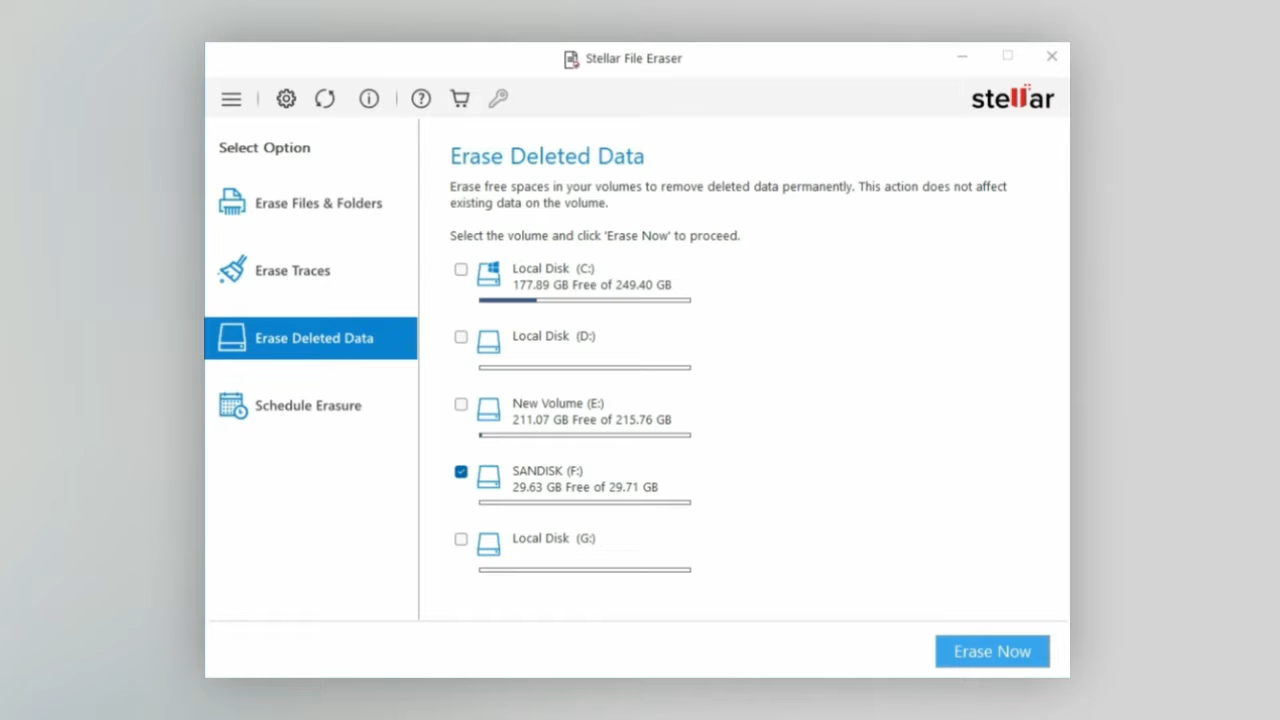 Stellar File Eraser
stellar
Select Option
Erase Files & Folders
Erase Traces
Erase Deleted Data
Schedule Erasure
Erase Deleted Data
Erase free spaces in your volumes to remove deleted data permanently. This action does not affect
existing data on the volume.
Select the volume and click 'Erase Now' to proceed.
Local Disk (C:)
177.89 GB Free of 249.40 GB
Local Disk (D:)
New Volume (E:)
211.07 GB Free of 215.76 GB
SANDISK (F:)
29.63 GB Free of 29.71 GB
Local Disk (G:)
Erase Now